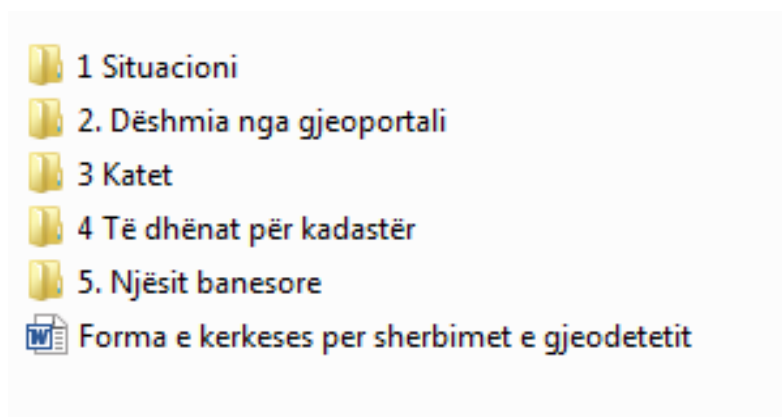 1 Situacioni
2. Dëshmia nga gjeoportali
3 Katet
4 Të dhënat për kadastër
5. Njësit banesore
Forma e kerkeses per sherbimet e gjeodetetit